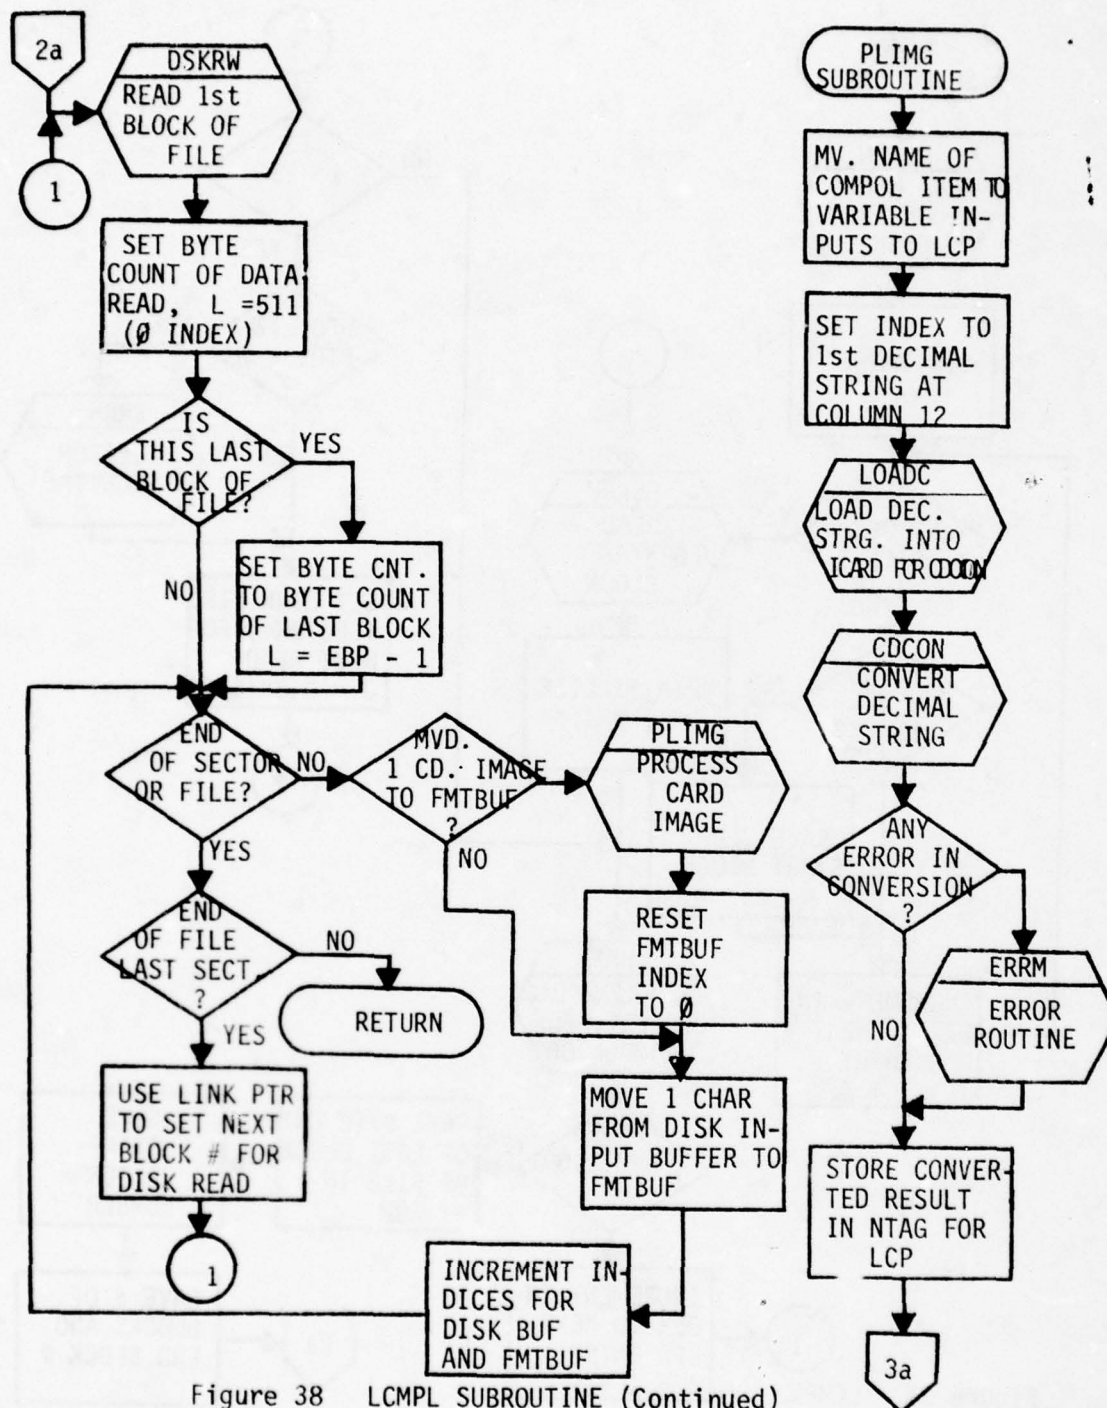 2a
DSKRW
READ 1st
BLOCK OF
FILE
1
SET BYTE
COUNT OF DATA
READ, L =511
(Ø INDEX)
IS
THIS LAST
BLOCK OF
FILE?
YES
NO
SET BYTE CNT.
TO BYTE COUNT
OF LAST BLOCK
L = EBP - 1
END
OF SECTOR
OR FILE?
NO
YES
MVD.
1 CD. IMAGE
TO FMTBUF
?
NO
PLIMG
PROCESS
CARD
IMAGE
RESET
FMTBUF
INDEX
TO Ø
END
OF FILE
LAST SECT.
?
NO
RETURN
YES
USE LINK PTR
TO SET NEXT
BLOCK # FOR
DISK READ
1
MOVE 1 CHAR
FROM DISK IN-
PUT BUFFER TO
FMTBUF
INCREMENT IN-
DICES FOR
DISK BUF
AND FMTBUF
PLIMG
SUBROUTINE
MV. NAME OF
COMPOL ITEM TO
VARIABLE IN-
PUTS TO LCP
SET INDEX TO
1st DECIMAL
STRING AT
COLUMN 12
LOADC
LOAD DEC.
STRG. INTO
ICARD FOR CDCON
CDCON
CONVERT
DECIMAL
STRING
ANY
ERROR IN
CONVERSION
?
NO
ERRM
ERROR
ROUTINE
STORE CONVER-
TED RESULT
IN NTAG FOR
LCP
3a
Figure 38 LCMPL SUBROUTINE (Continued)